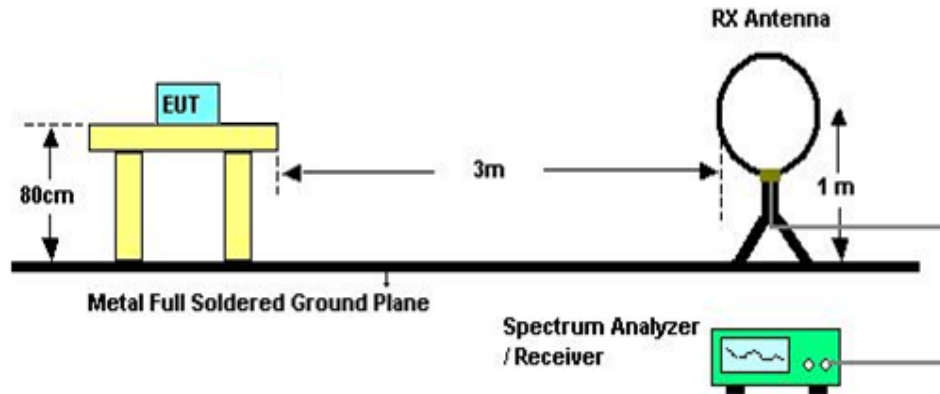 RX Antenna
EUT
80cm
3m
1 m
Metal Full Soldered Ground Plane
Spectrum Analyzer
/ Receiver